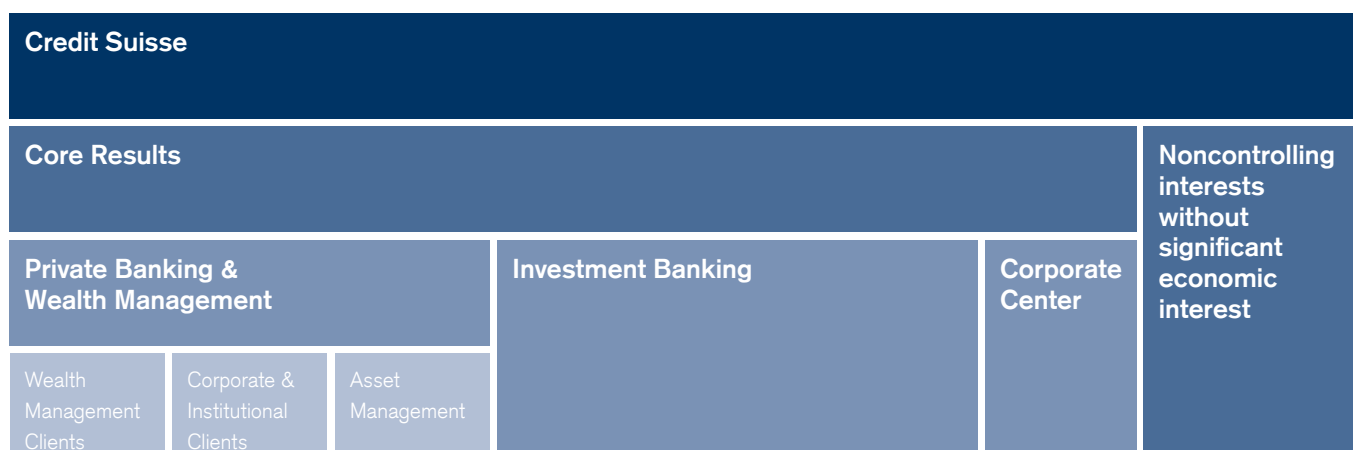 Credit Suisse
Core Results
Noncontrolling
interests
without
significant
economic
interest
Private Banking &
Wealth Management
Investment Banking
Corporate
Center
Wealth
Management
Clients
Corporate &
Institutional
Clients
Asset
Management